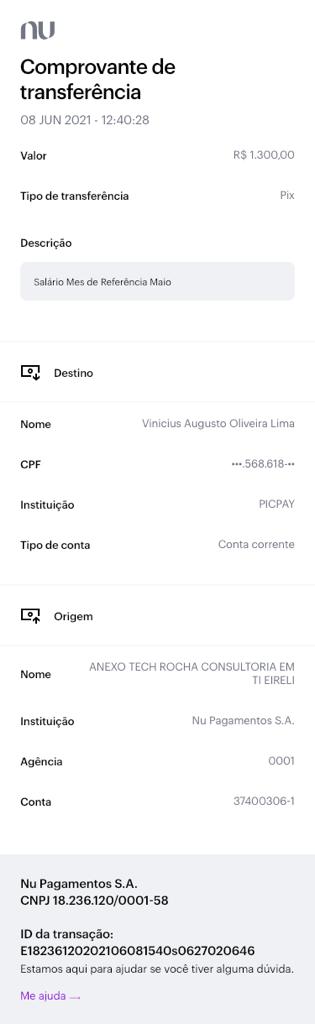 nu
Comprovante de
transferência
08 JUN 2021 - 12:40:28
Valor R$ 1.300,00
Tipo de transferência Pix
Descrição
Salário Mes de Referência Maio
Destino
Nome Vinicius Augusto Oliveira Lima
CPF •••.568.618-••
Instituição PICPAY
Tipo de conta Conta corrente
Origem
Nome ANEXO TECH ROCHA CONSULTORIA EM
TI EIRELI
Instituição Nu Pagamentos S.A.
Agência 0001
Conta 37400306-1
Nu Pagamentos S.A.
CNPJ 18.236.120/0001-58
ID da transação:
E18236120202106081540s0627020646
Estamos aqui para ajudar se você tiver alguma dúvida.
Me ajuda →